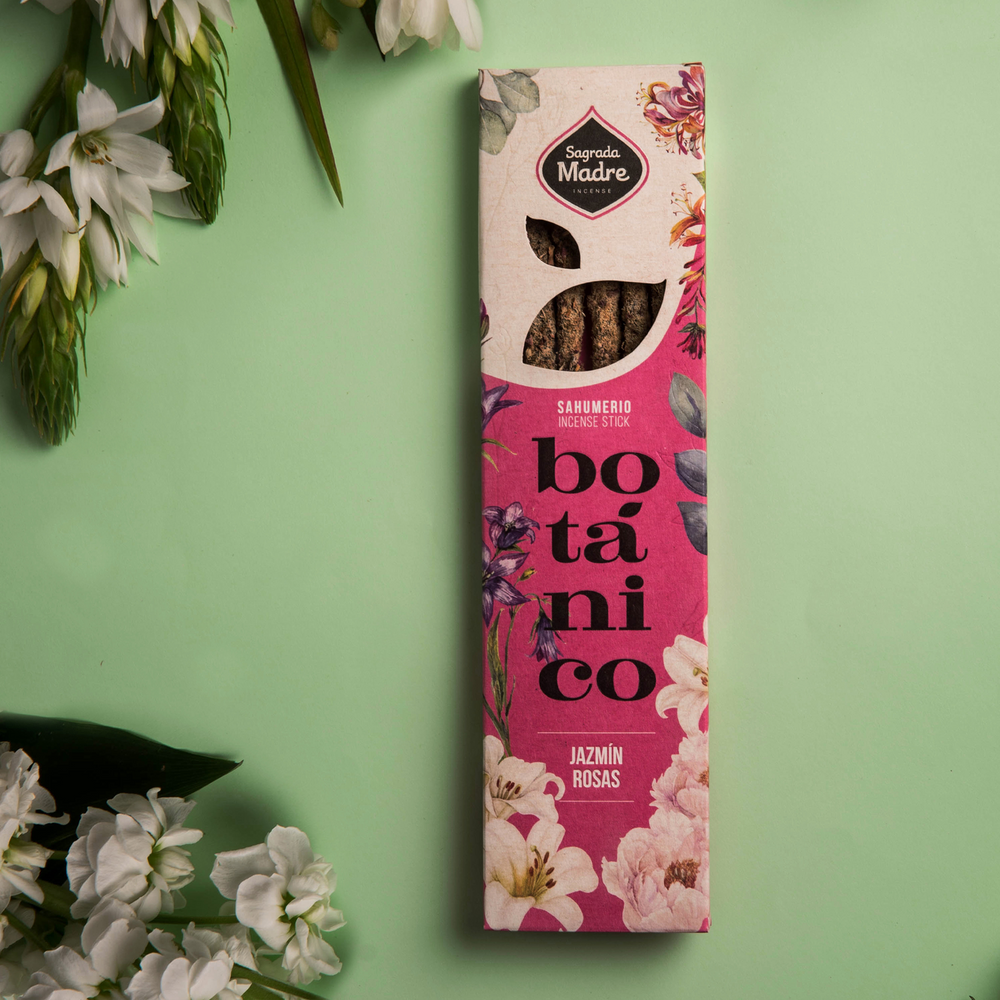 Sagrada
Madre
INCENSE
SAHUMERIO
INCENSE STICK
bo
tá
ni
co
JAZMÍN
ROSAS